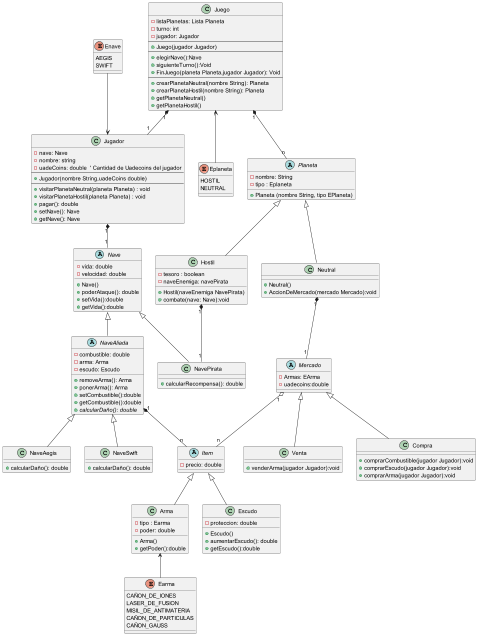 C Juego
listaPlanetas: Lista Planeta
turno: int
jugador: Jugador
Juego(jugador Jugador)
elegirNave():Nave
siguienteTurno():Void
FinJuego(planeta Planeta,jugador Jugador): Void
crearPlanetaNeutral(nombre String): Planeta
crearPlanetaHostil(nombre String): Planeta
getPlanetaNeutral()
getPlanetaHostil()
E Enave
AEGIS
SWIFT
1
1
n
C Jugador
nave: Nave
nombre: string
uadeCoins: double ' Cantidad de Uadecoins del jugador
Jugador(nombre String,uadeCoins double)
visitarPlanetaNeutral(planeta Planeta) : void
visitarPlanetaHostil(planeta Planeta) : void
pagar(): double
setNave(): Nave
getNave(): Nave
E Eplaneta
HOSTIL
NEUTRAL
A Planeta
nombre: String
tipo : Eplaneta
Planeta (nombre String, tipo EPlaneta)
1
1
A Nave
vida: double
velocidad: double
Nave()
poderAtaque(): double
setVida():double
getVida():double
C Hostil
tesoro : boolean
naveEnemiga: navePirata
Hostil(naveEnemiga NavePirata)
combate(nave: Nave):void
C Neutral
Neutral()
AccionDeMercado(mercado Mercado):void
1
1
1
1
A NaveAliada
combustible: double
arma: Arma
escudo: Escudo
removeArma(): Arma
ponerArma(): Arma
setCombustible():double
getCombustible():double
calcularDaño(): double
C NavePirata
calcularRecompensa(): double
A Mercado
Armas: EArma
uadecoins:double
1
n
1
n
C NaveAegis
calcularDaño(): double
C NaveSwift
calcularDaño(): double
A Item
precio: double
C Venta
venderArma(jugador Jugador):void
C Compra
comprarCombustible(jugador Jugador):void
comprarEscudo(jugador Jugador):void
comprarArma(jugador Jugador):void
C Arma
tipo : Earma
poder: double
Arma()
getPoder():double
C Escudo
proteccion: double
Escudo()
aumentarEscudo(): double
getEscudo():double
E Earma
CAÑON_DE_IONES
LASER_DE_FUSION
MISIL_DE_ANTIMATERIA
CAÑON_DE_PARTICULAS
CAÑON_GAUSS